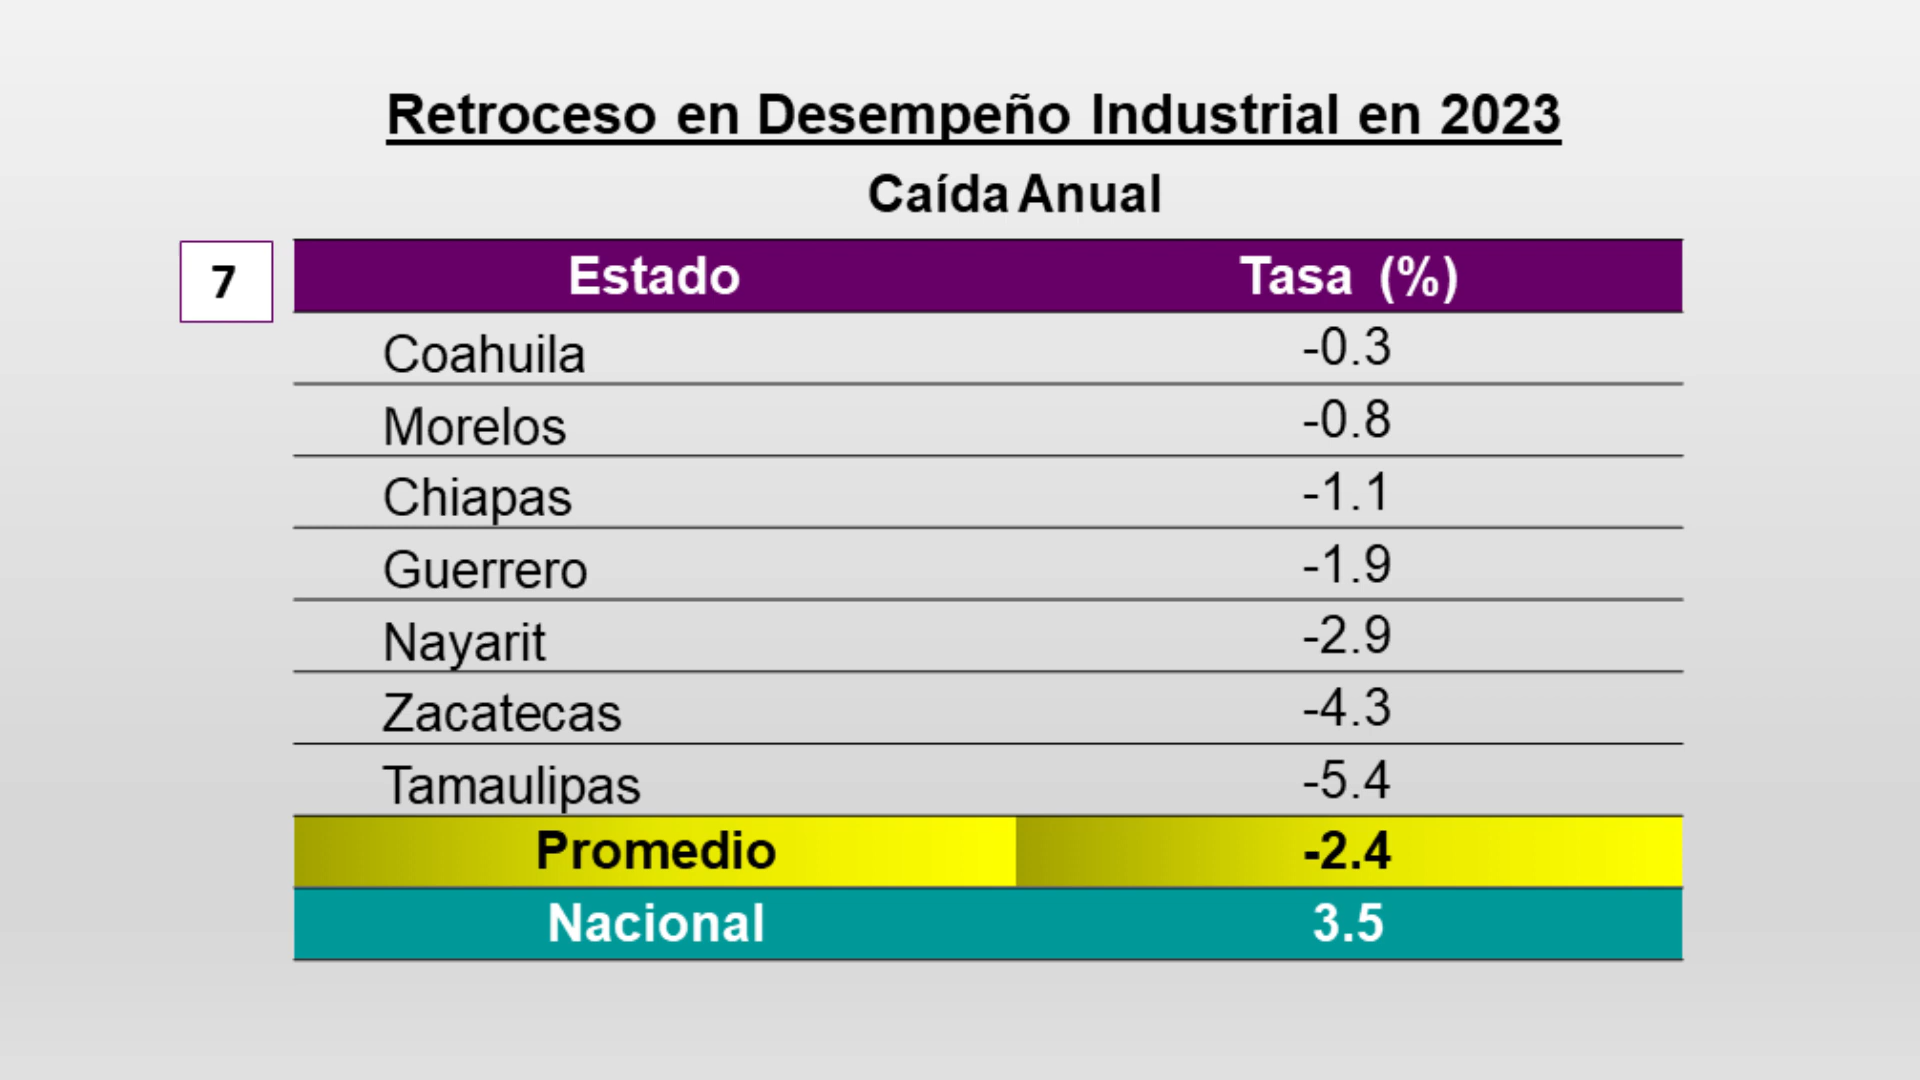 Retroceso en Desempeño Industrial en 2023
Caída Anual
7
Estado Tasa (%)
Coahuila -0.3
Morelos -0.8
Chiapas -1.1
Guerrero -1.9
Nayarit -2.9
Zacatecas -4.3
Tamaulipas -5.4
Promedio -2.4
Nacional 3.5